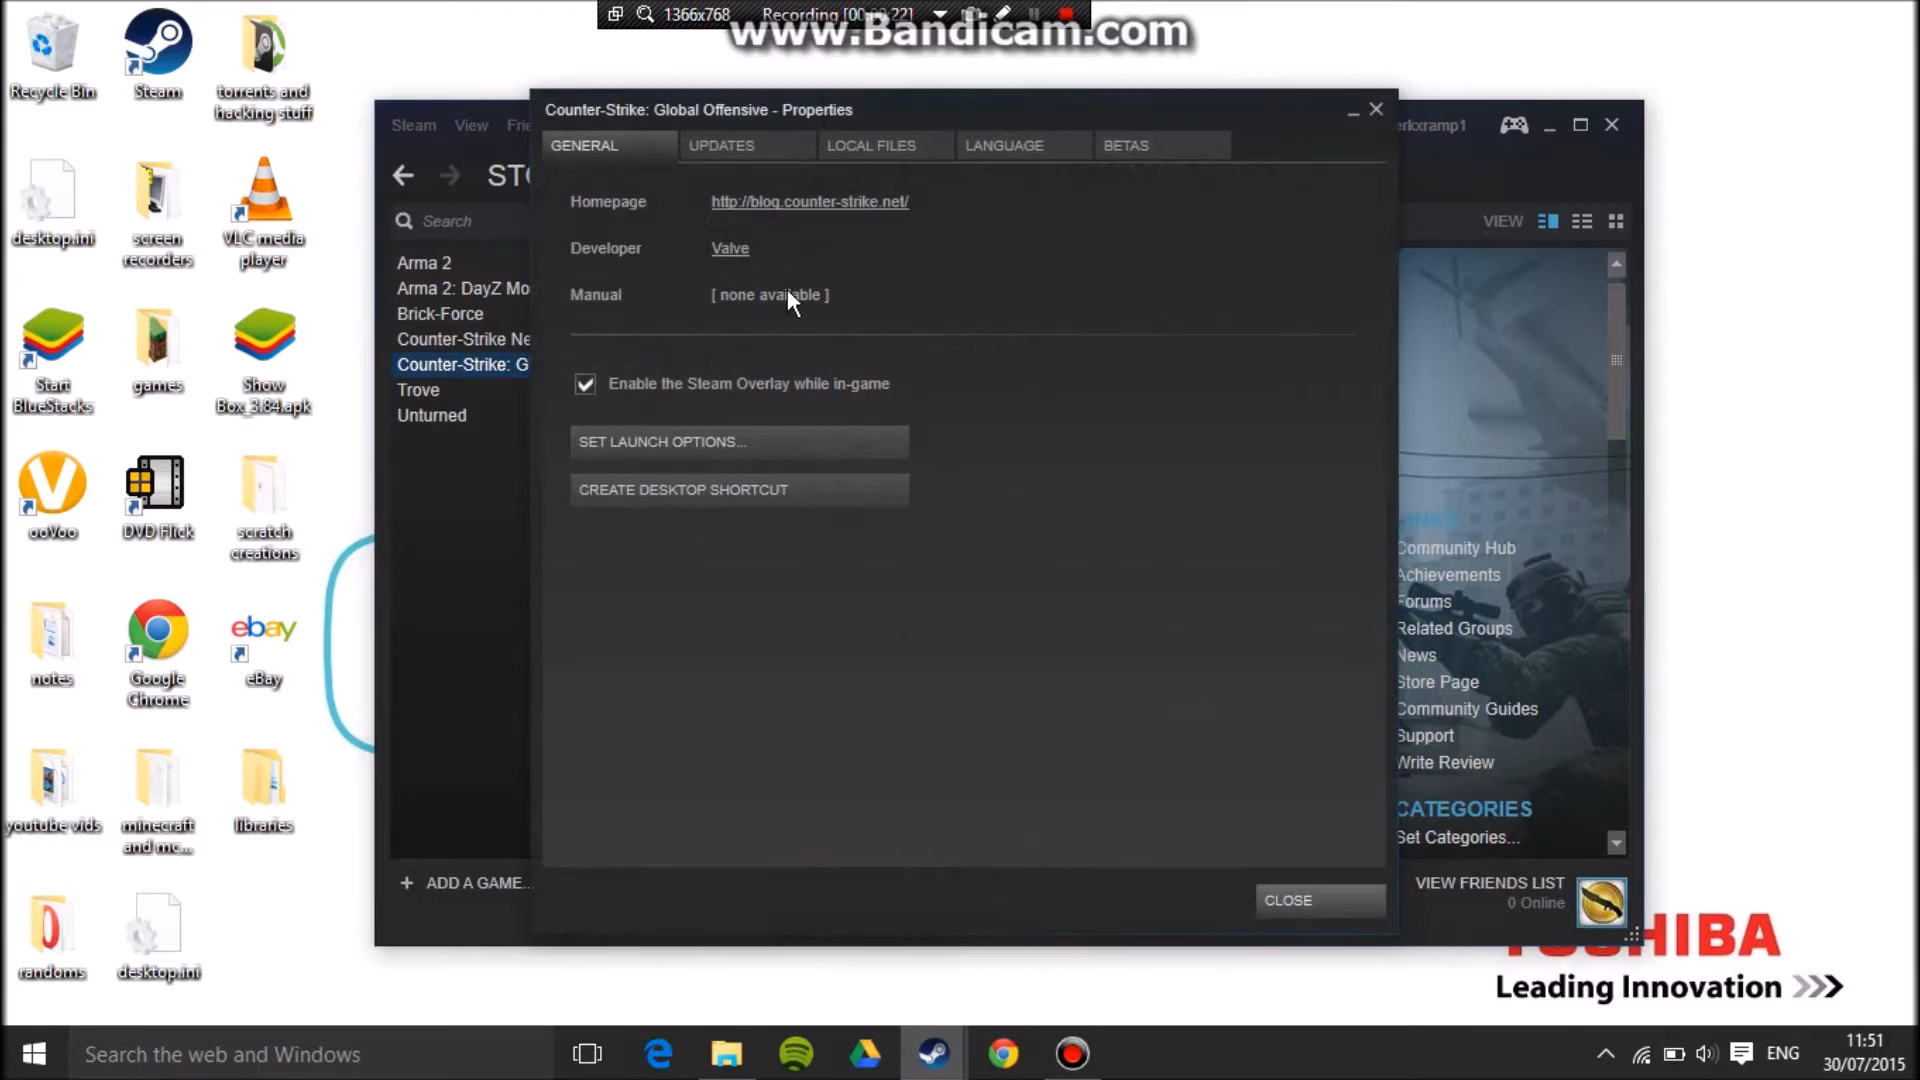 1366x768 Recording [00:00:22]
www.Bandicam.com
Recycle Bin
Steam
torrents and
hacking stuff
desktop.ini
screen
recorders
VLC media
player
Start
BlueStacks
games
Show
Box_3.84.apk
ooVoo
DVD Flick
scratch
creations
notes
Google
Chrome
ebay
eBay
youtube vids
minecraft
and mc...
libraries
randoms
desktop.ini
Steam View Frie
erkxramp1
STO
Search
VIEW
Arma 2
Arma 2: DayZ Mo
Brick-Force
Counter-Strike Ne
Counter-Strike: G
Trove
Unturned
+ ADD A GAME...
Counter-Strike: Global Offensive - Properties
GENERAL UPDATES LOCAL FILES LANGUAGE BETAS
Homepage http://blog.counter-strike.net/
Developer Valve
Manual [ none available ]
Enable the Steam Overlay while in-game
SET LAUNCH OPTIONS...
CREATE DESKTOP SHORTCUT
CLOSE
LINKS
Community Hub
Achievements
Forums
Related Groups
News
Store Page
Community Guides
Support
Write Review
CATEGORIES
Set Categories...
VIEW FRIENDS LIST
0 Online
TOSHIBA
Leading Innovation
Search the web and Windows
ENG
11:51
30/07/2015